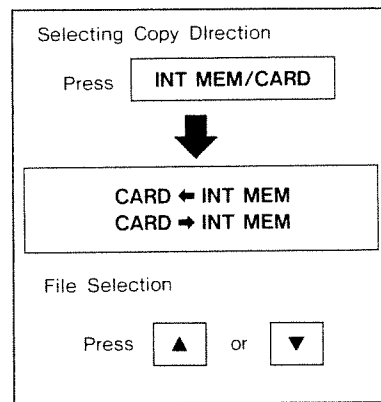 Selecting Copy DIrection
Press INT MEM/CARD
CARD ← INT MEM
CARD → INT MEM
File Selection
Press ▲ or ▼